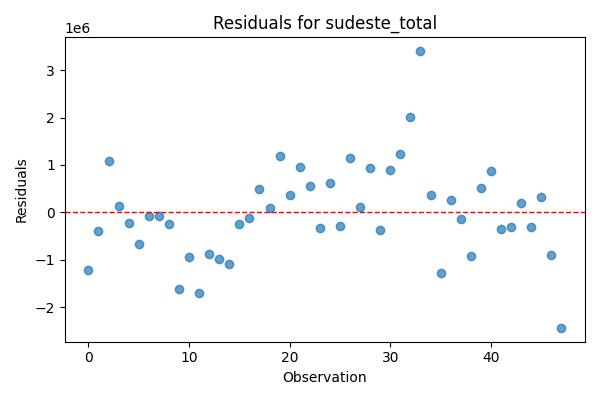 Residuals for sudeste_total
1e6
3
2
1
0
−1
−2
Residuals
0
10
20
30
40
Observation